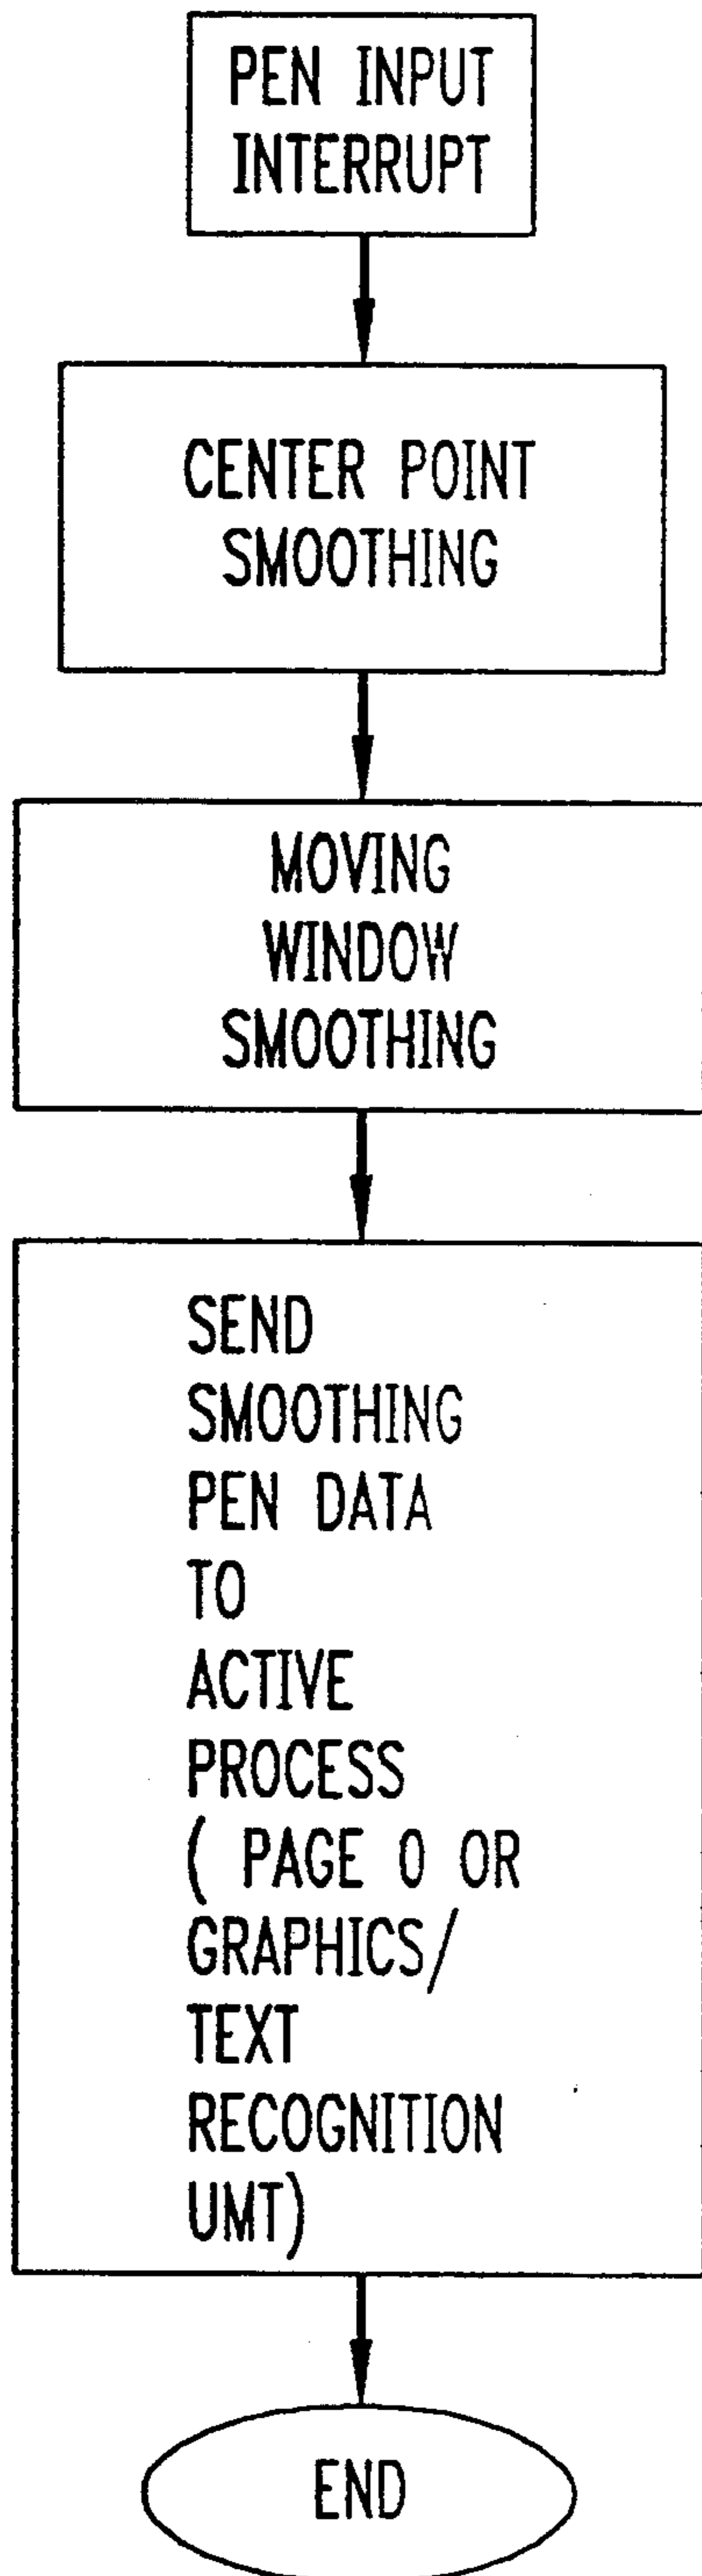 PEN INPUT
INTERRUPT
CENTER POINT
SMOOTHING
MOVING
WINDOW
SMOOTHING
SEND
SMOOTHING
PEN DATA
TO
ACTIVE
PROCESS
( PAGE 0 OR
GRAPHICS/
TEXT
RECOGNITION
UMT)
END